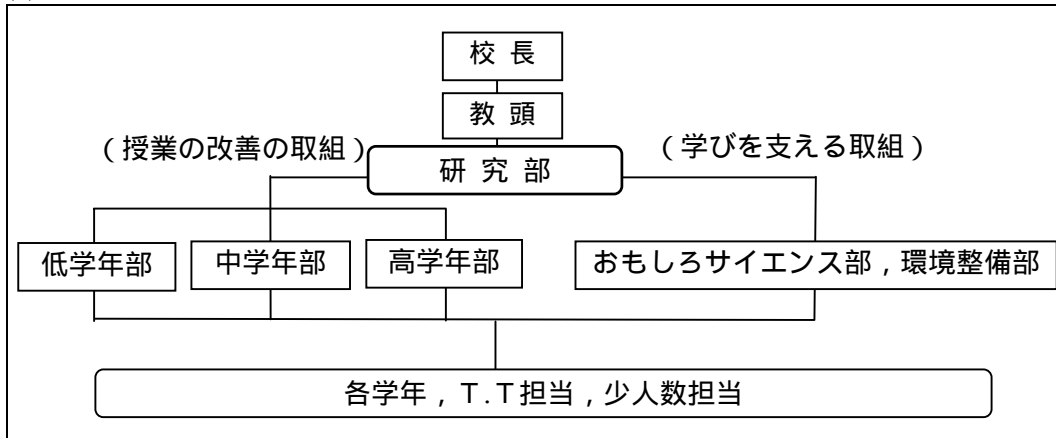 校 長
教 頭
（授業の改善の取組）
（学びを支える取組）
研 究 部
低学年部
中学年部
高学年部
おもしろサイエンス部，環境整備部
各学年，Ｔ.Ｔ担当，少人数担当